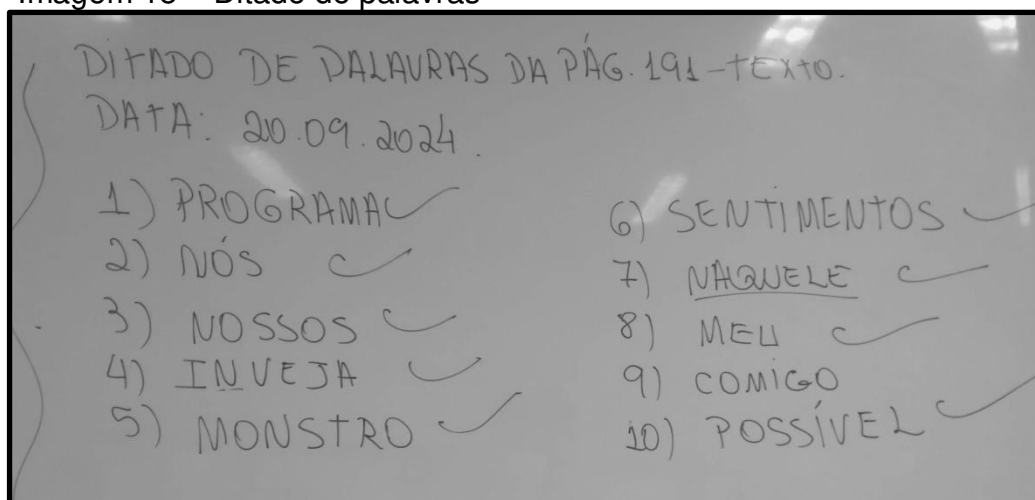 Imagem 18 – Ditado de palavras
DITADO DE PALAVRAS DA PÁG. 191 - TEXTO.
DATA: 20.09.2024.
1) PROGRAMA
2) NÓS
3) NOSSOS
4) INVEJA
5) MONSTRO
6) SENTIMENTOS
7) NAQUELE
8) MEU
9) COMIGO
10) POSSÍVEL